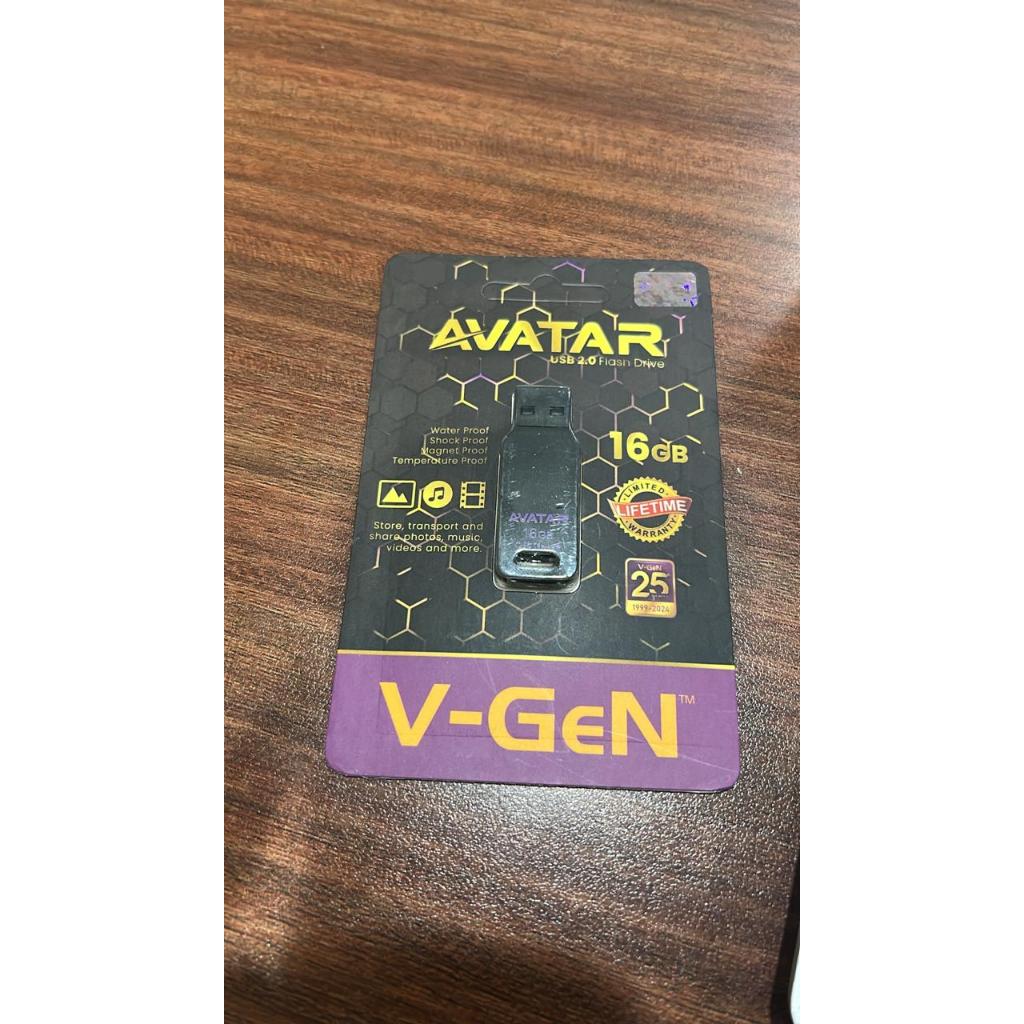 AVATAR
USB 2.0 Flash Drive
Water Proof
Shock Proof
Magnet Proof
Temperature Proof
16GB
LIMITED
LIFETIME
WARRANTY
Store, transport and
share photos, music,
videos and more.
AVATAR
16GB
V-GeN
25
1999-2024
V-GeN™